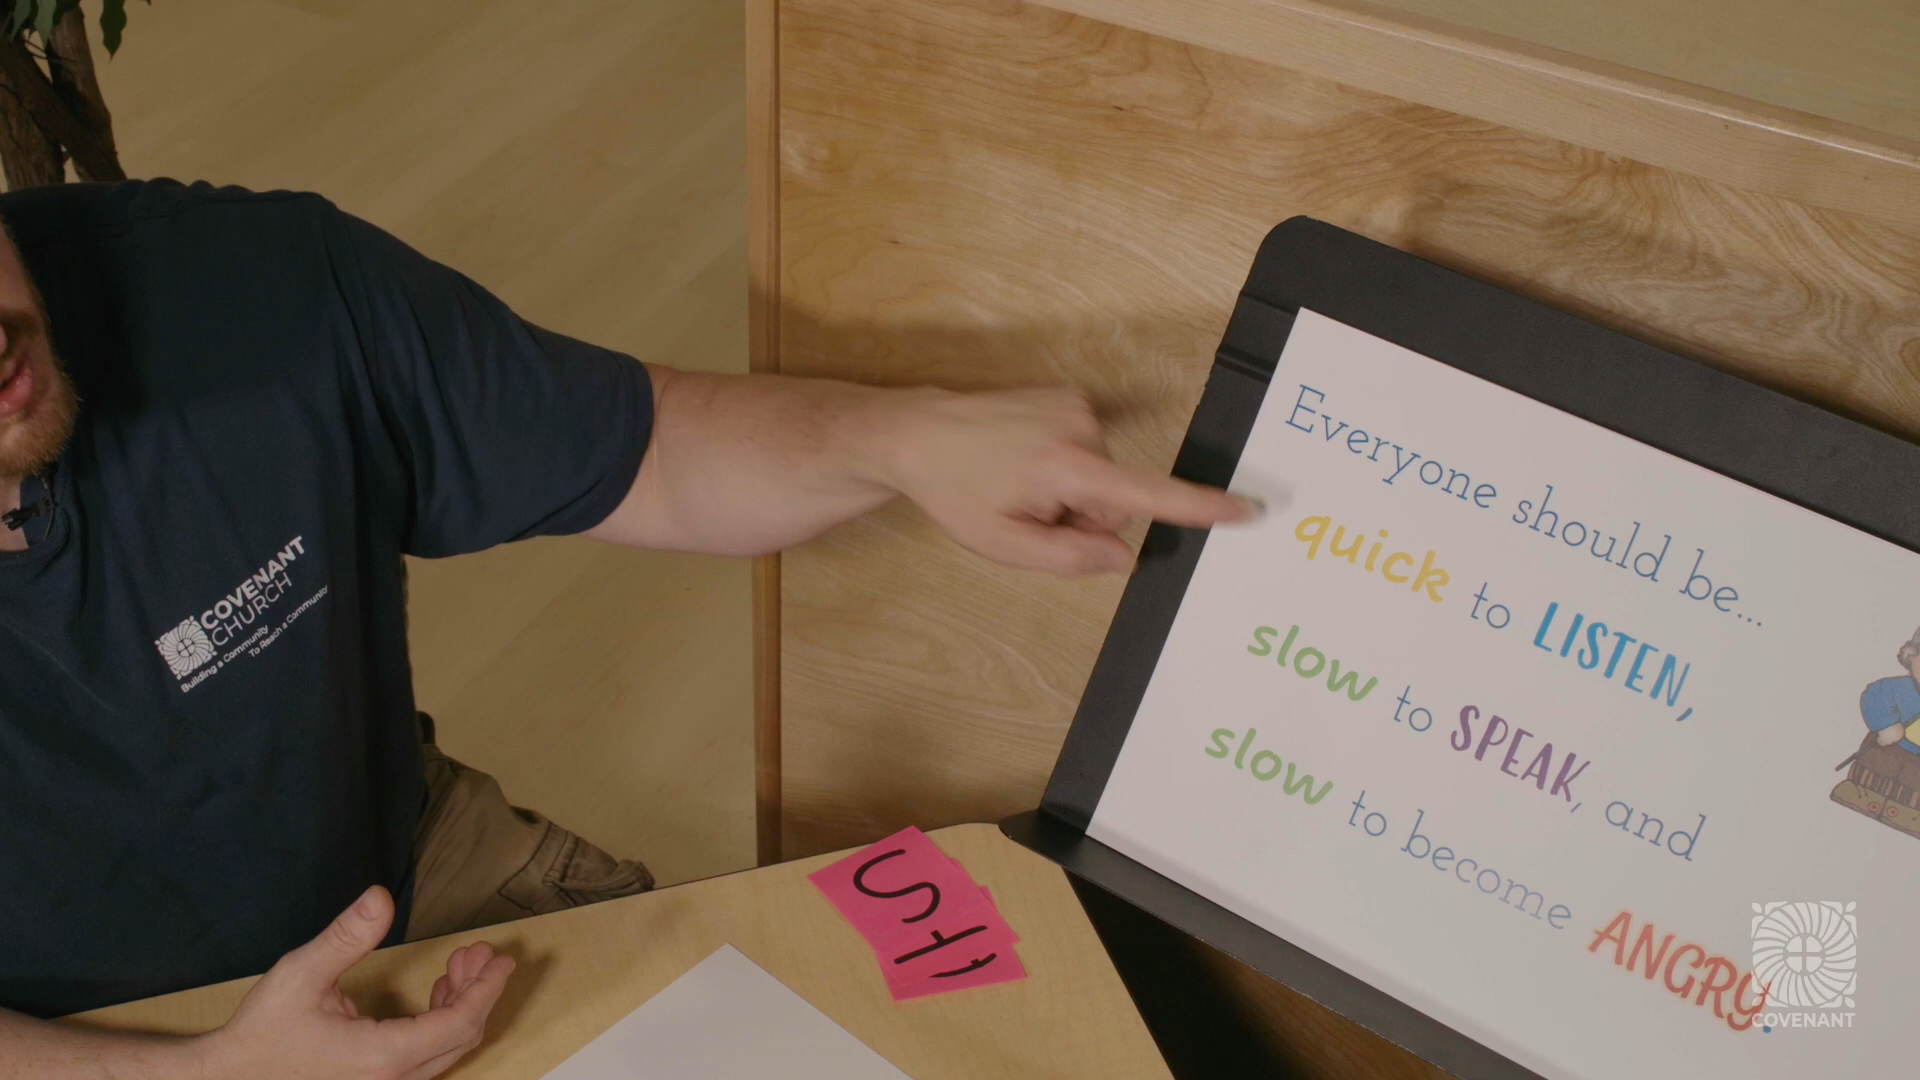 COVENANT
CHURCH
Building a Community
To Reach a Community
Everyone should be...
quick to LISTEN,
slow to SPEAK, and
slow to become ANGRY.
COVENANT